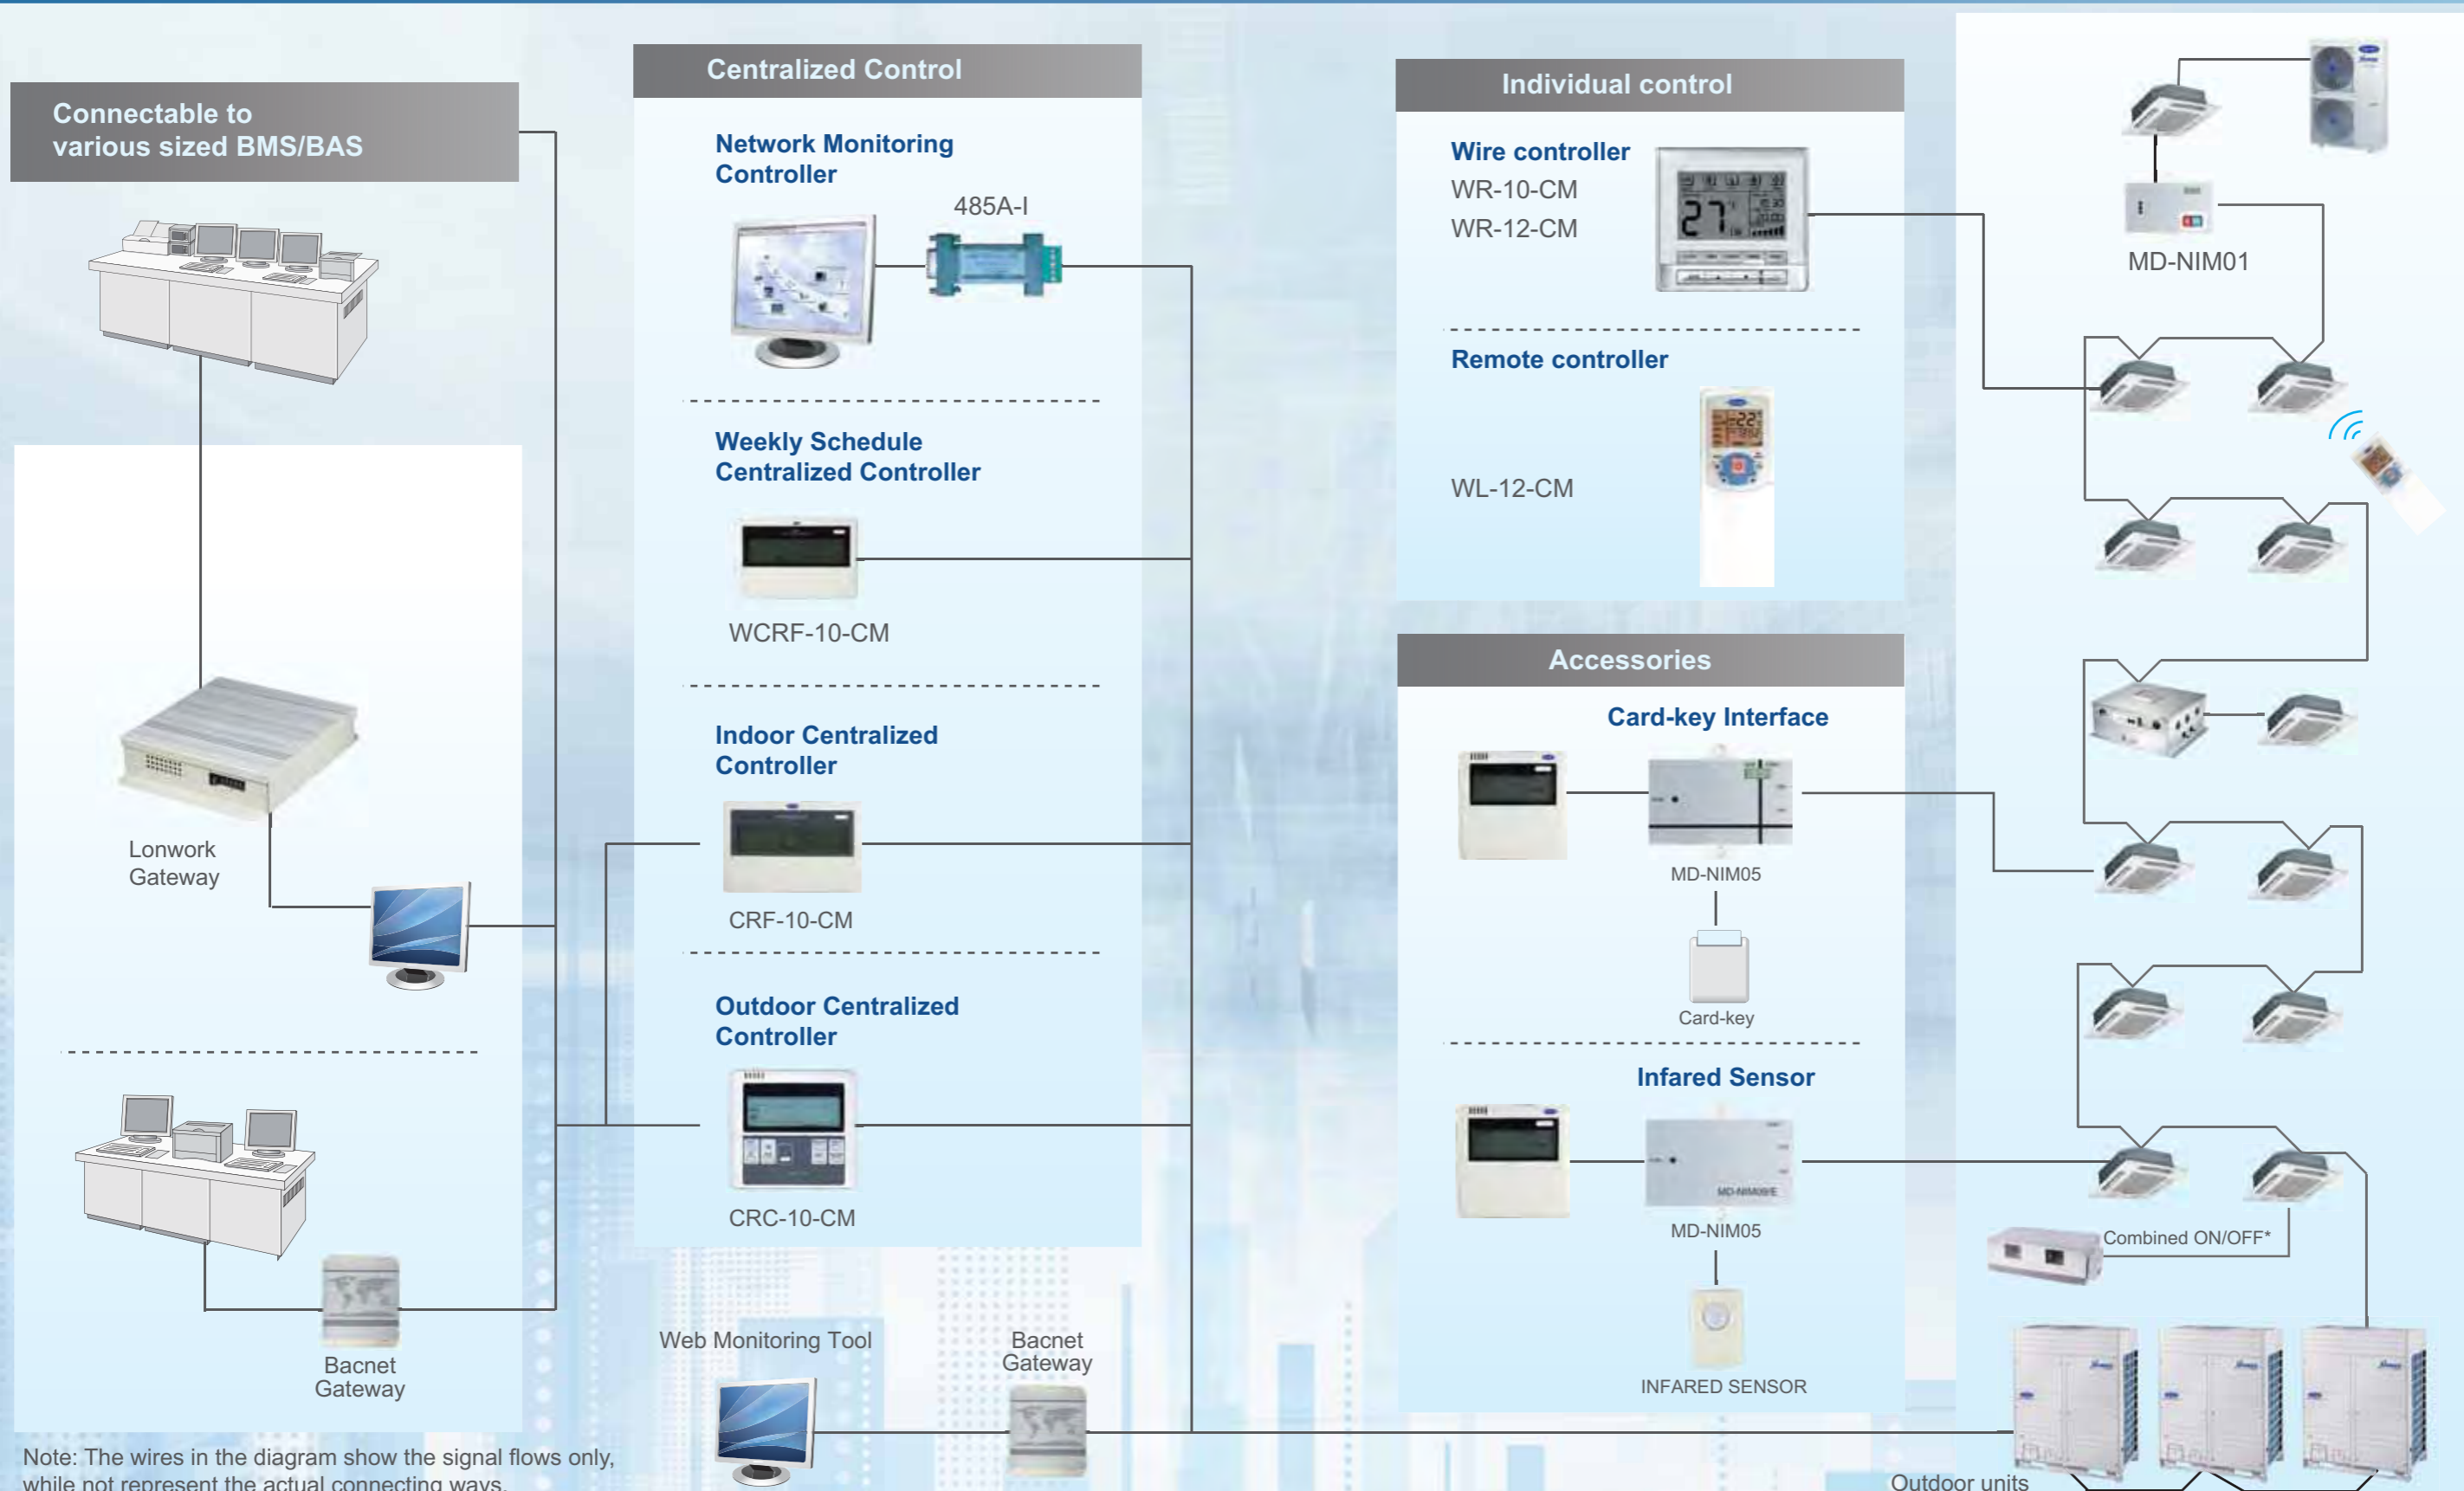 Connectable to
various sized BMS/BAS
Lonwork
Gateway
Bacnet
Gateway
Note: The wires in the diagram show the signal flows only,
while not represent the actual connecting ways.
Centralized Control
Network Monitoring
Controller
485A-I
Weekly Schedule
Centralized Controller
WCRF-10-CM
Indoor Centralized
Controller
CRF-10-CM
Outdoor Centralized
Controller
CRC-10-CM
Web Monitoring Tool
Bacnet
Gateway
Individual control
Wire controller
WR-10-CM
WR-12-CM
27
Remote controller
WL-12-CM
Accessories
Card-key Interface
MD-NIM05
Card-key
Infared Sensor
MD-NIM09/E
MD-NIM05
INFARED SENSOR
MD-NIM01
Combined ON/OFF*
Outdoor units